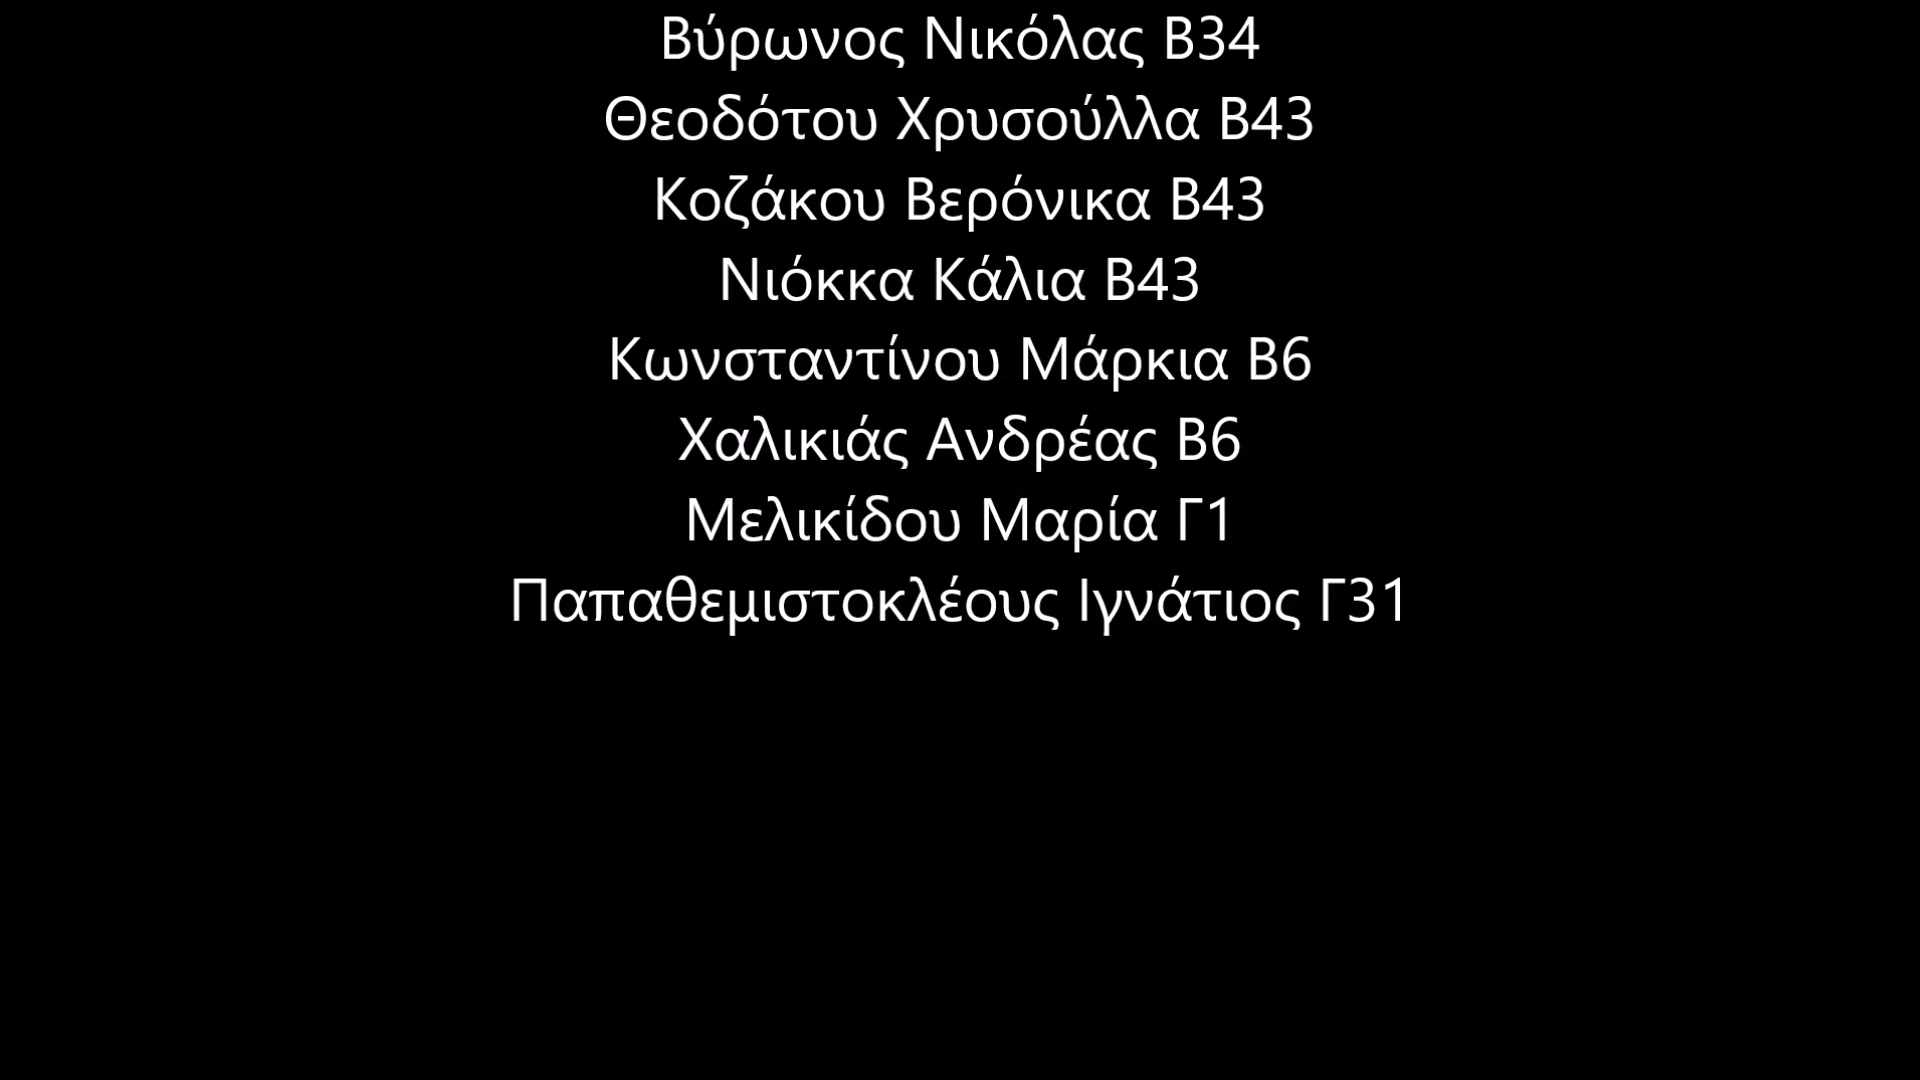 Βύρωνος Νικόλας Β34
Θεοδότου Χρυσούλλα Β43
Κοζάκου Βερόνικα Β43
Νιόκκα Κάλια Β43
Κωνσταντίνου Μάρκια Β6
Χαλικιάς Ανδρέας Β6
Μελικίδου Μαρία Γ1
Παπαθεμιστοκλέους Ιγνάτιος Γ31